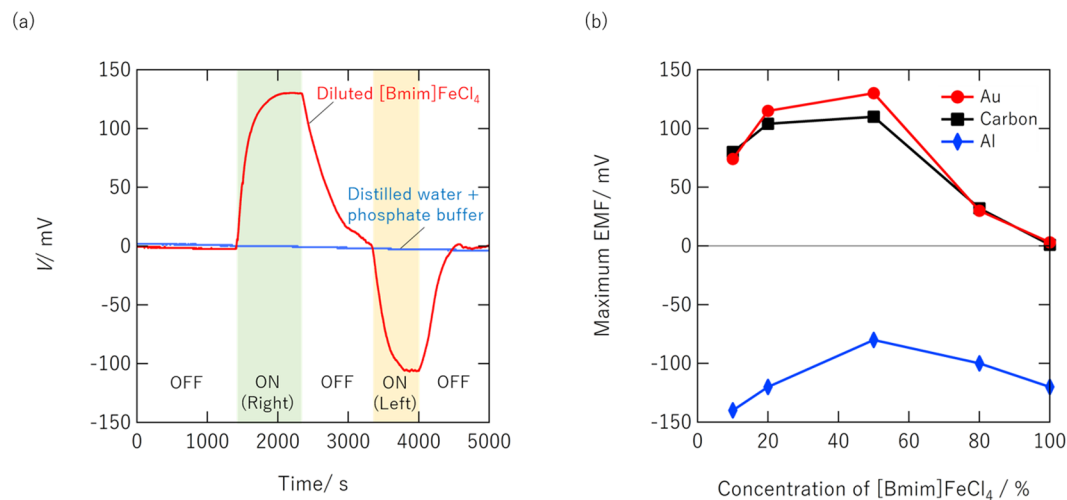 (a)
150
100
50
0
-50
-100
-150
V/ mV
Diluted [Bmim]FeCl₄
Distilled water +
phosphate buffer
OFF
ON
(Right)
OFF
ON
(Left)
OFF
0
1000
2000
3000
4000
5000
Time/ s
(b)
150
100
50
0
-50
-100
-150
Maximum EMF/ mV
Au
Carbon
Al
0
20
40
60
80
100
Concentration of [Bmim]FeCl₄ / %